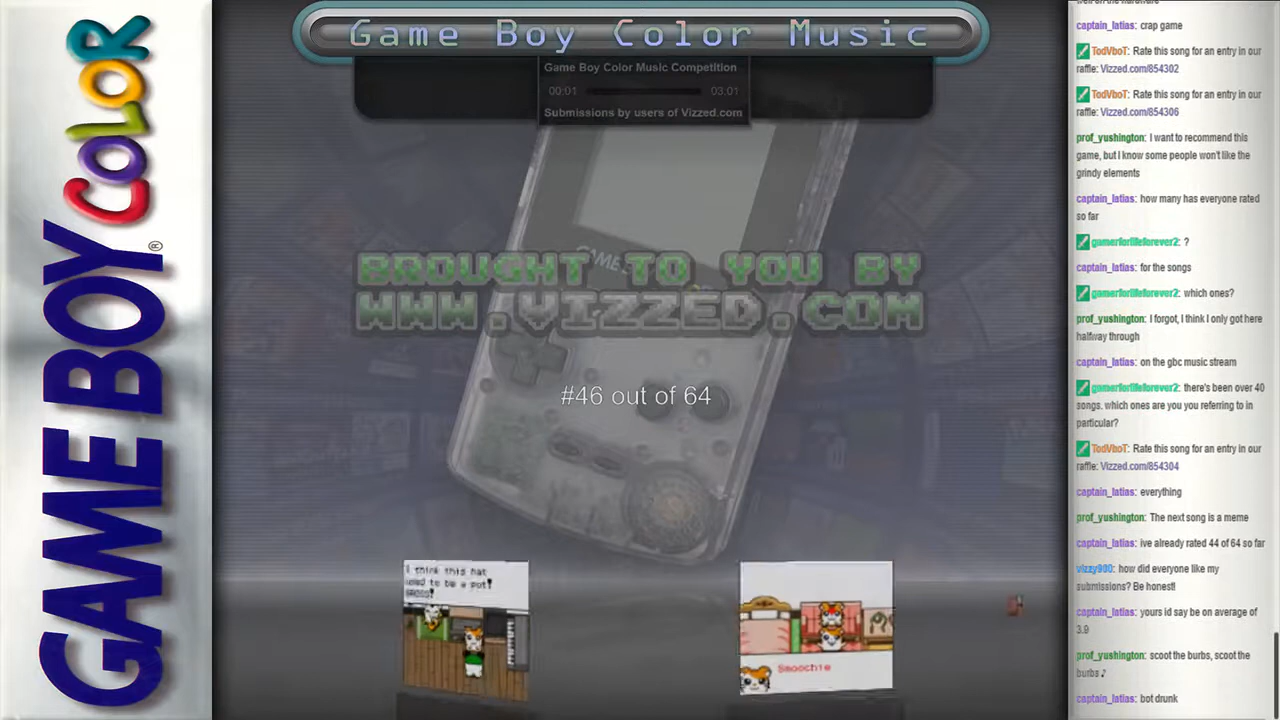 GAME BOY COLOR
®
Game Boy Color Music
Game Boy Color Music Competition
00:01
03:01
Submissions by users of Vizzed.com
GAME
BROUGHT TO YOU BY
WWW.VIZZED.COM
#46 out of 64
I think this hat
used to be a pot!
Smoochie
captain_latias: crap game
TodVboT: Rate this song for an entry in our
raffle: Vizzed.com/854302
TodVboT: Rate this song for an entry in our
raffle: Vizzed.com/854306
prof_yushington: I want to recommend this
game, but I know some people won't like the
grindy elements
captain_latias: how many has everyone rated
so far
gamerforlifeforever2: ?
captain_latias: for the songs
gamerforlifeforever2: which ones?
prof_yushington: I forgot, I think I only got here
halfway through
captain_latias: on the gbc music stream
gamerforlifeforever2: there's been over 40
songs. which ones are you you referring to in
particular?
TodVboT: Rate this song for an entry in our
raffle: Vizzed.com/854304
captain_latias: everything
prof_yushington: The next song is a meme
captain_latias: ive already rated 44 of 64 so far
vizzy980: how did everyone like my
submissions? Be honest!
captain_latias: yours id say be on average of
3.9
prof_yushington: scoot the burbs, scoot the
burbs♪
captain_latias: bot drunk